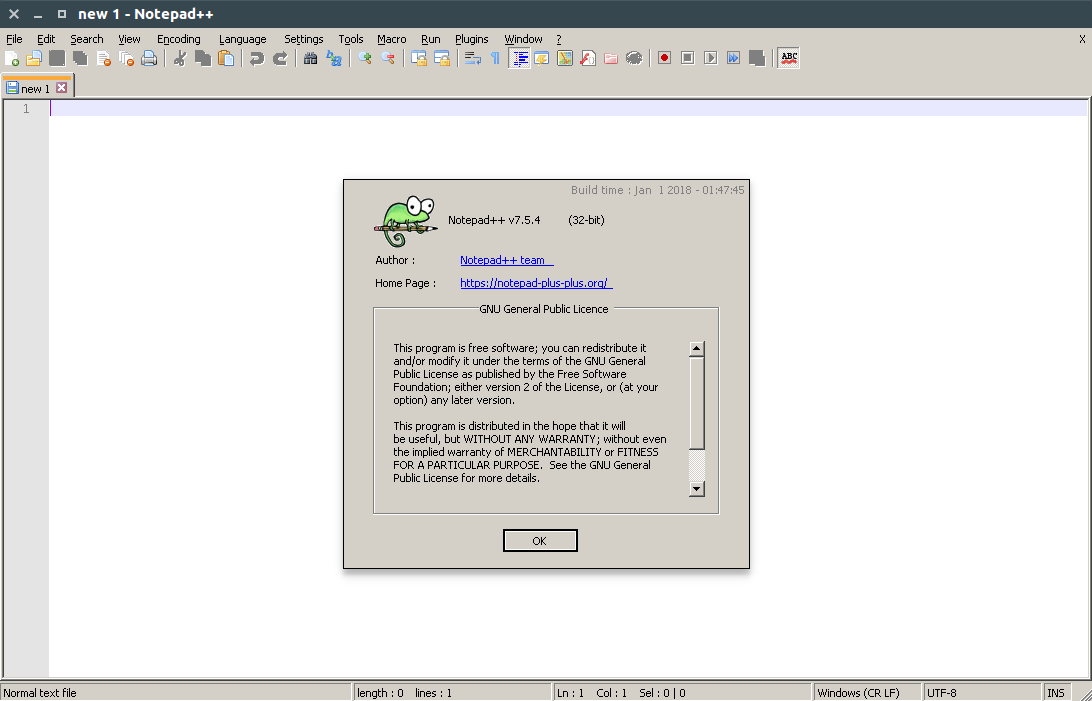 new 1 - Notepad++
File Edit Search View Encoding Language Settings Tools Macro Run Plugins Window ? X
ABC
new 1
1
Build time : Jan 1 2018 - 01:47:45
Notepad++ v7.5.4 (32-bit)
Author : Notepad++ team
Home Page : https://notepad-plus-plus.org/
GNU General Public Licence
This program is free software; you can redistribute it
and/or modify it under the terms of the GNU General
Public License as published by the Free Software
Foundation; either version 2 of the License, or (at your
option) any later version.
This program is distributed in the hope that it will
be useful, but WITHOUT ANY WARRANTY; without even
the implied warranty of MERCHANTABILITY or FITNESS
FOR A PARTICULAR PURPOSE. See the GNU General
Public License for more details.
OK
Normal text file length : 0 lines : 1 Ln : 1 Col : 1 Sel : 0 | 0 Windows (CR LF) UTF-8 INS